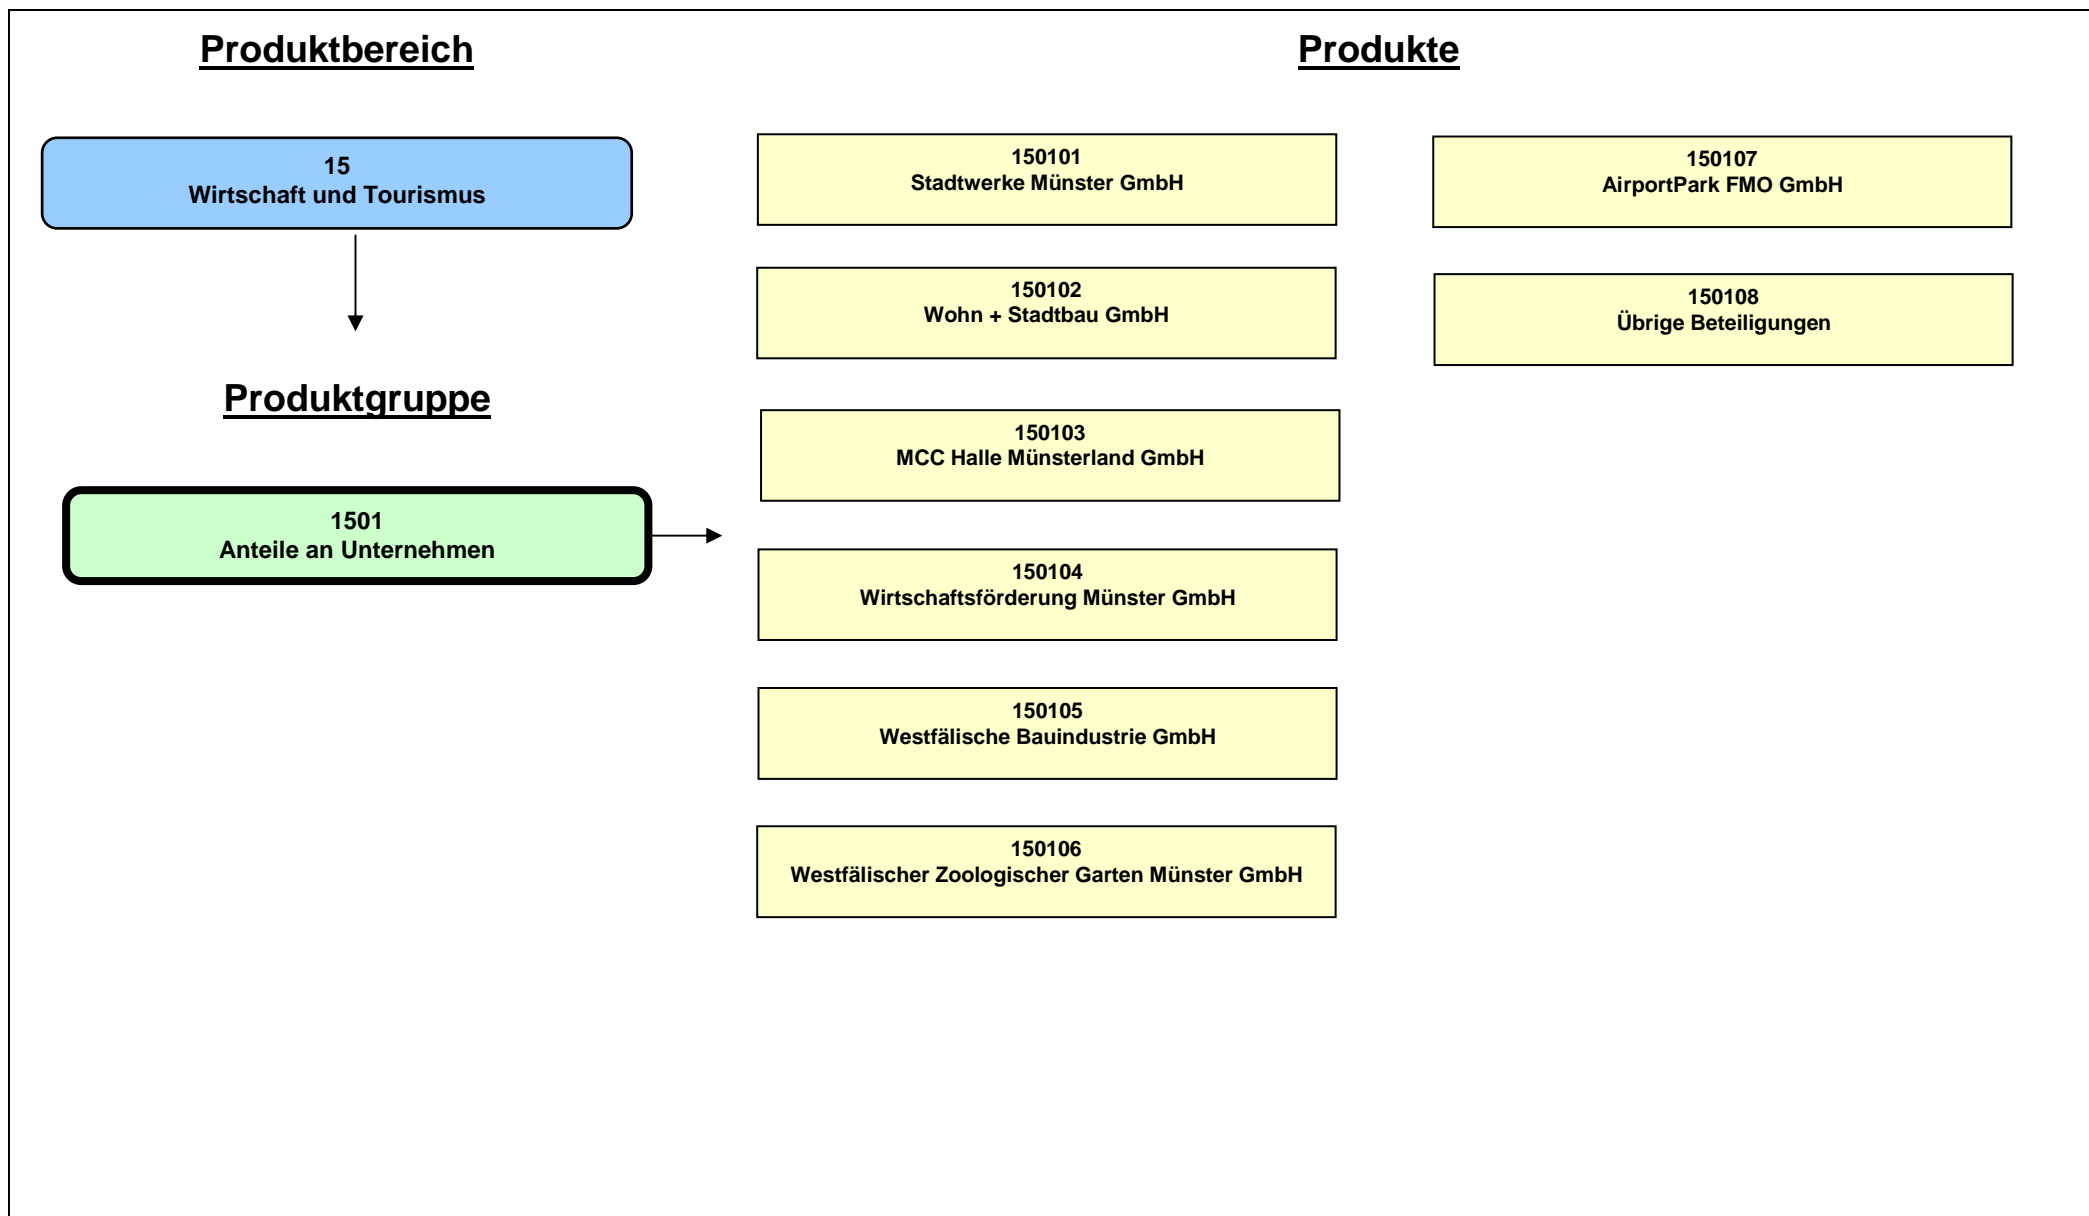 Produktbereich
15
Wirtschaft und Tourismus
Produktgruppe
1501
Anteile an Unternehmen
Produkte
150101
Stadtwerke Münster GmbH
150102
Wohn + Stadtbau GmbH
150103
MCC Halle Münsterland GmbH
150104
Wirtschaftsförderung Münster GmbH
150105
Westfälische Bauindustrie GmbH
150106
Westfälischer Zoologischer Garten Münster GmbH
150107
AirportPark FMO GmbH
150108
Übrige Beteiligungen